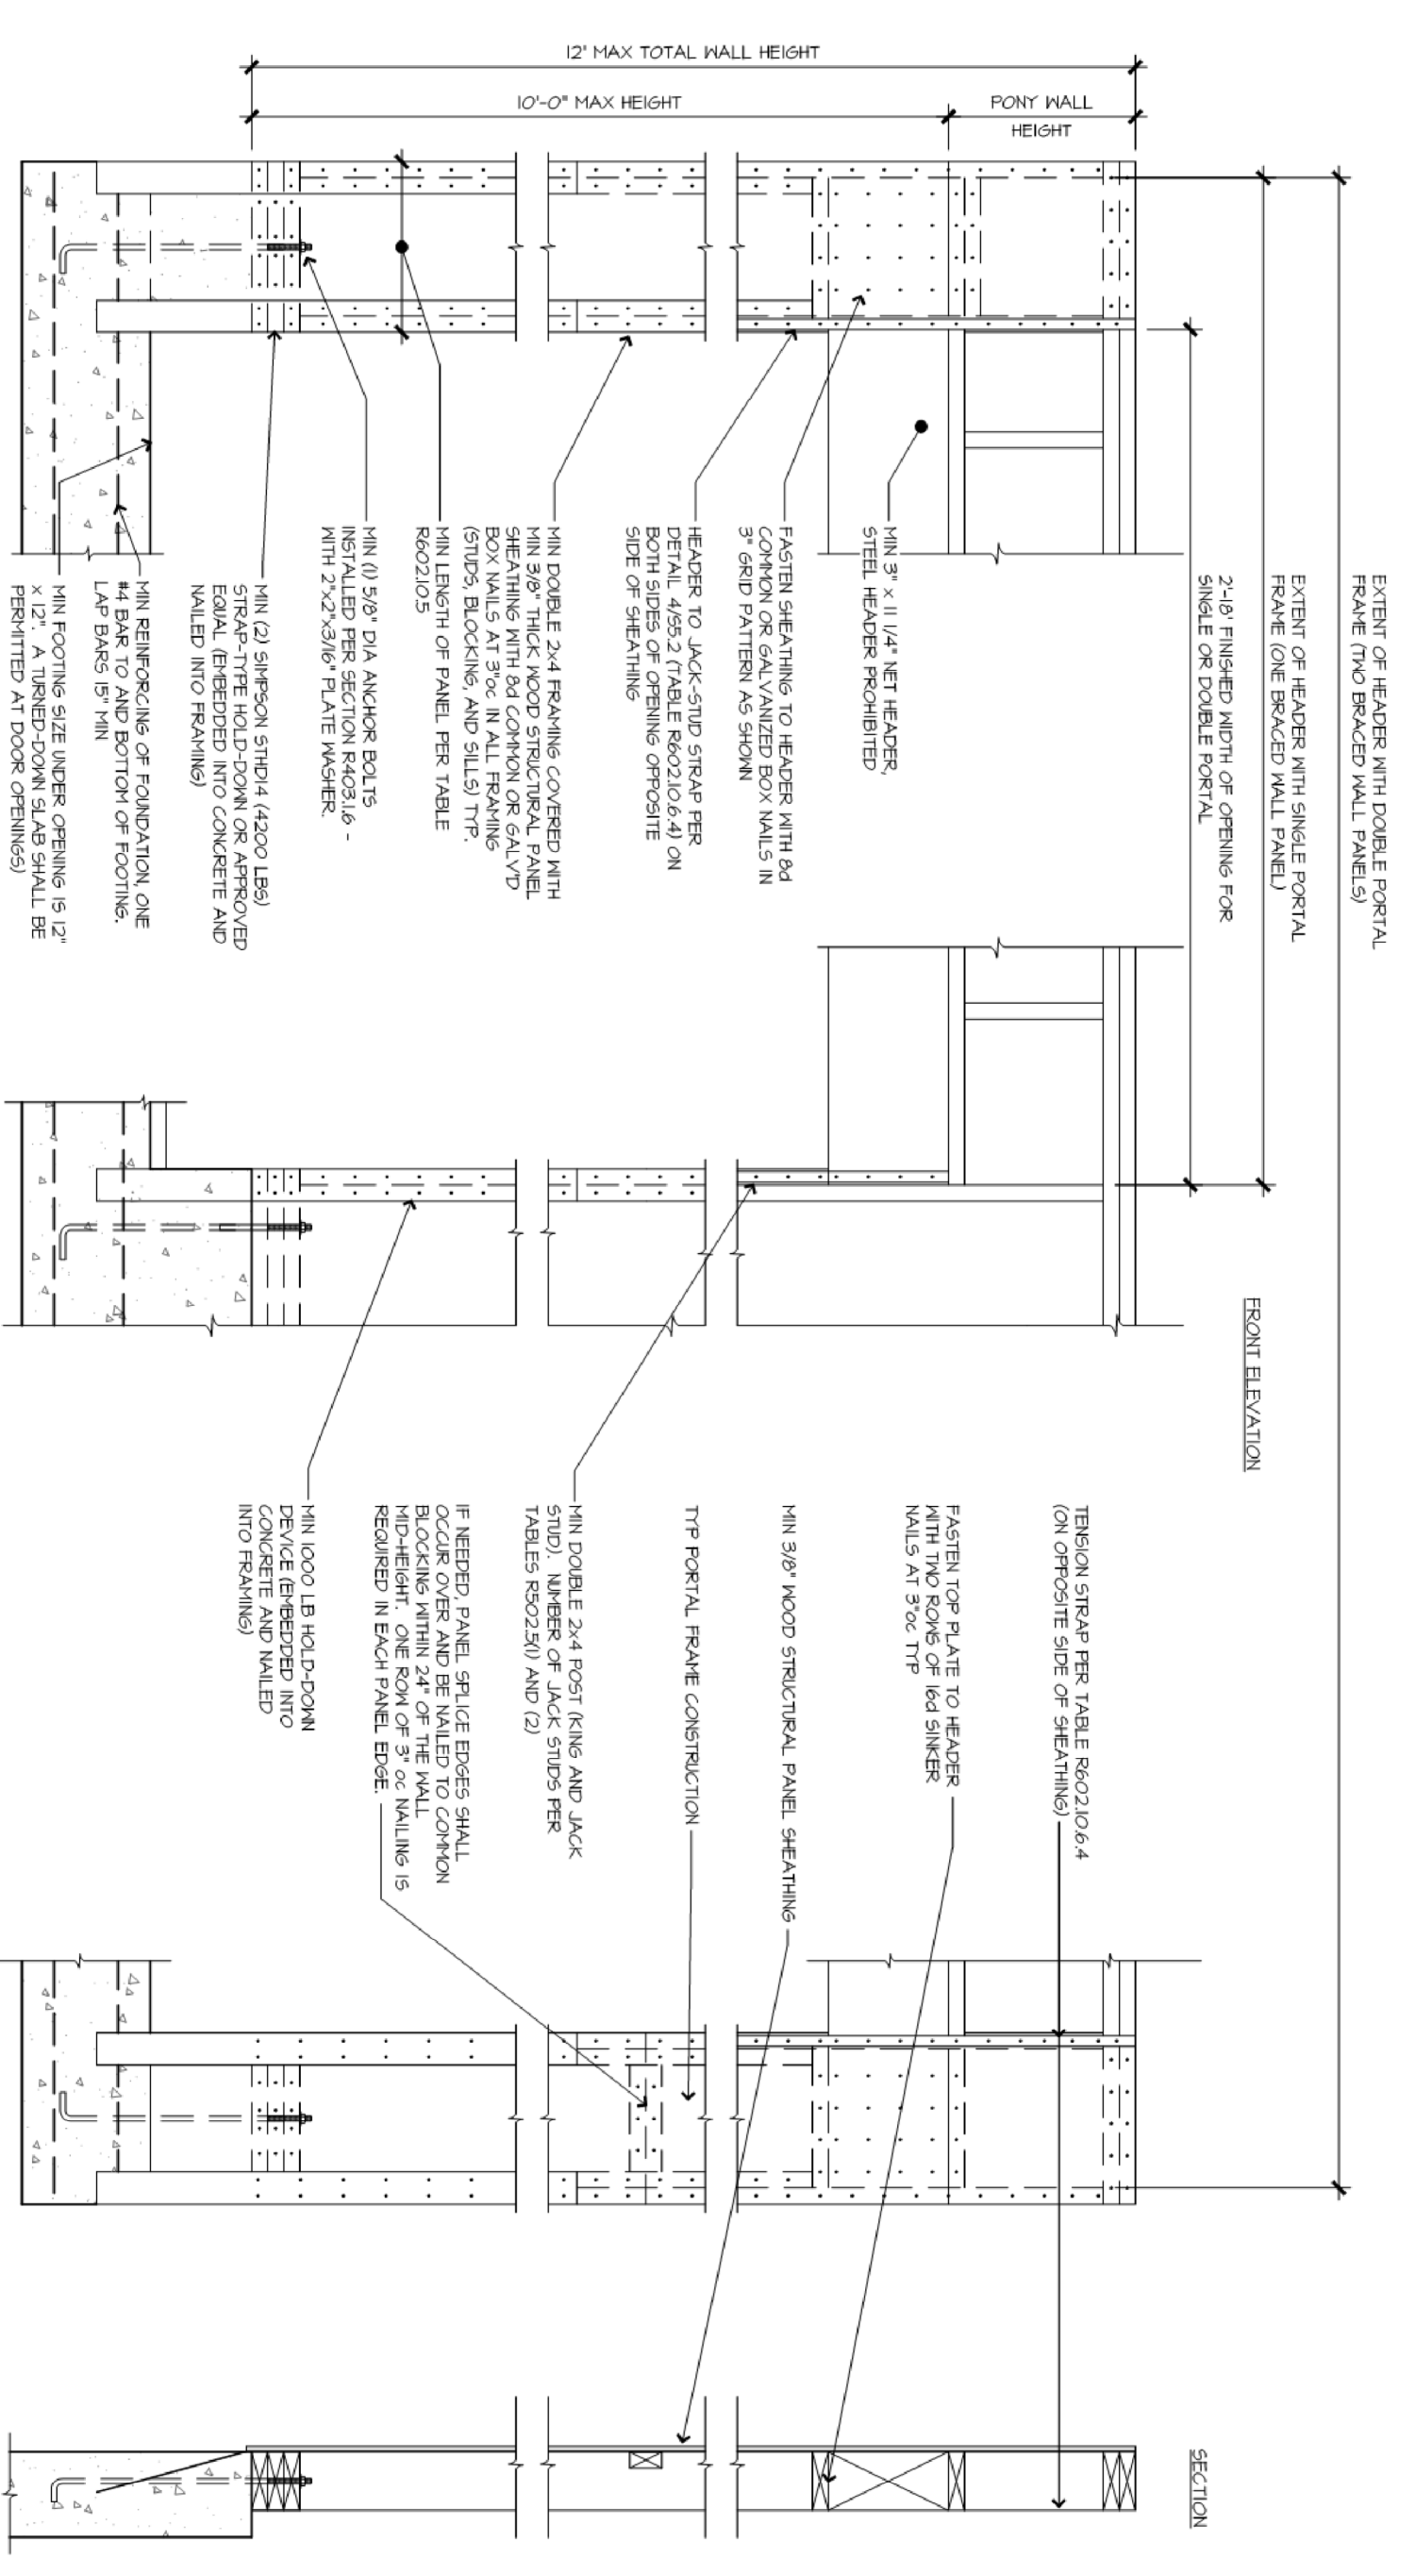 EXTENT OF HEADER WITH DOUBLE PORTAL
FRAME (TWO BRACED WALL PANELS)
EXTENT OF HEADER WITH SINGLE PORTAL
FRAME (ONE BRACED WALL PANEL)
2'-18' FINISHED WIDTH OF OPENING FOR
SINGLE OR DOUBLE PORTAL
FRONT ELEVATION
SECTION
12' MAX TOTAL WALL HEIGHT
10'-0" MAX HEIGHT
PONY WALL
HEIGHT
MIN 3" x 11 1/4" NET HEADER,
STEEL HEADER PROHIBITED
FASTEN SHEATHING TO HEADER WITH 8d
COMMON OR GALVANIZED BOX NAILS IN
3" GRID PATTERN AS SHOWN
HEADER TO JACK-STUD STRAP PER
DETAIL 4/S5.2 (TABLE R602.10.6.4) ON
BOTH SIDES OF OPENING OPPOSITE
SIDE OF SHEATHING
MIN DOUBLE 2x4 FRAMING COVERED WITH
MIN 3/8" THICK WOOD STRUCTURAL PANEL
SHEATHING WITH 8d COMMON OR GALV'D
BOX NAILS AT 3"oc IN ALL FRAMING
(STUDS, BLOCKING, AND SILLS) TYP.
MIN LENGTH OF PANEL PER TABLE
R602.10.5
MIN (1) 5/8" DIA ANCHOR BOLTS
INSTALLED PER SECTION R403.1.6 -
WITH 2"x2"x3/16" PLATE WASHER.
MIN (2) SIMPSON STHD14 (4200 LBS)
STRAP-TYPE HOLD-DOWN OR APPROVED
EQUAL (EMBEDDED INTO CONCRETE AND
NAILED INTO FRAMING)
MIN REINFORCING OF FOUNDATION, ONE
#4 BAR TO AND BOTTOM OF FOOTING.
LAP BARS 15" MIN
MIN FOOTING SIZE UNDER OPENING IS 12"
x 12". A TURNED-DOWN SLAB SHALL BE
PERMITTED AT DOOR OPENINGS)
TENSION STRAP PER TABLE R602.10.6.4
(ON OPPOSITE SIDE OF SHEATHING)
FASTEN TOP PLATE TO HEADER
WITH TWO ROWS OF 16d SINKER
NAILS AT 3"oc TYP
MIN 3/8" WOOD STRUCTURAL PANEL SHEATHING
TYP PORTAL FRAME CONSTRUCTION
MIN DOUBLE 2x4 POST (KING AND JACK
STUD). NUMBER OF JACK STUDS PER
TABLES R502.5(1) AND (2)
IF NEEDED, PANEL SPLICE EDGES SHALL
OCCUR OVER AND BE NAILED TO COMMON
BLOCKING WITHIN 24" OF THE WALL
MID-HEIGHT. ONE ROW OF 3" oc NAILING IS
REQUIRED IN EACH PANEL EDGE.
MIN 1000 LB HOLD-DOWN
DEVICE (EMBEDDED INTO
CONCRETE AND NAILED
INTO FRAMING)